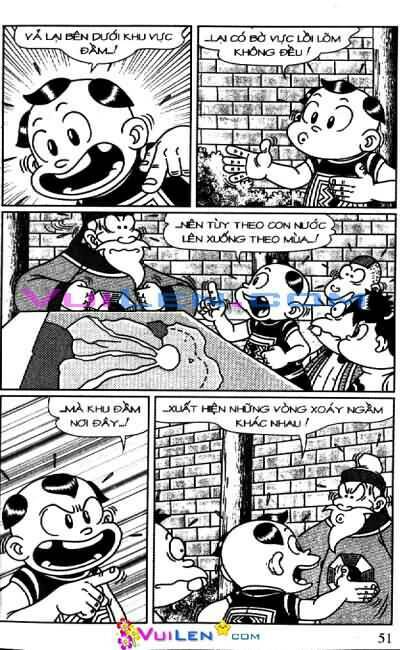 VẢ LẠI BÊN DƯỚI KHU VỰC
ĐẦM...!
...LẠI CÓ BỜ VỰC LỒI LÕM
KHÔNG ĐỀU!
...NÊN TÙY THEO CON NƯỚC
LÊN XUỐNG THEO MÙA...!
VUILEN.COM
...MÀ KHU ĐẦM
NƠI ĐÂY...!
...XUẤT HIỆN NHỮNG VÒNG XOÁY NGẦM
KHÁC NHAU!
VUILEN.COM
51